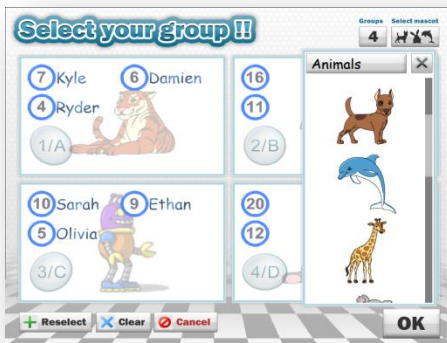 Select your group !!
Groups
4
Select mascot
7 Kyle 6 Damien
4 Ryder
1/A
16
11
2/B
Animals
10 Sarah 9 Ethan
5 Olivia
3/C
20
12
4/D
Reselect
Clear
Cancel
OK